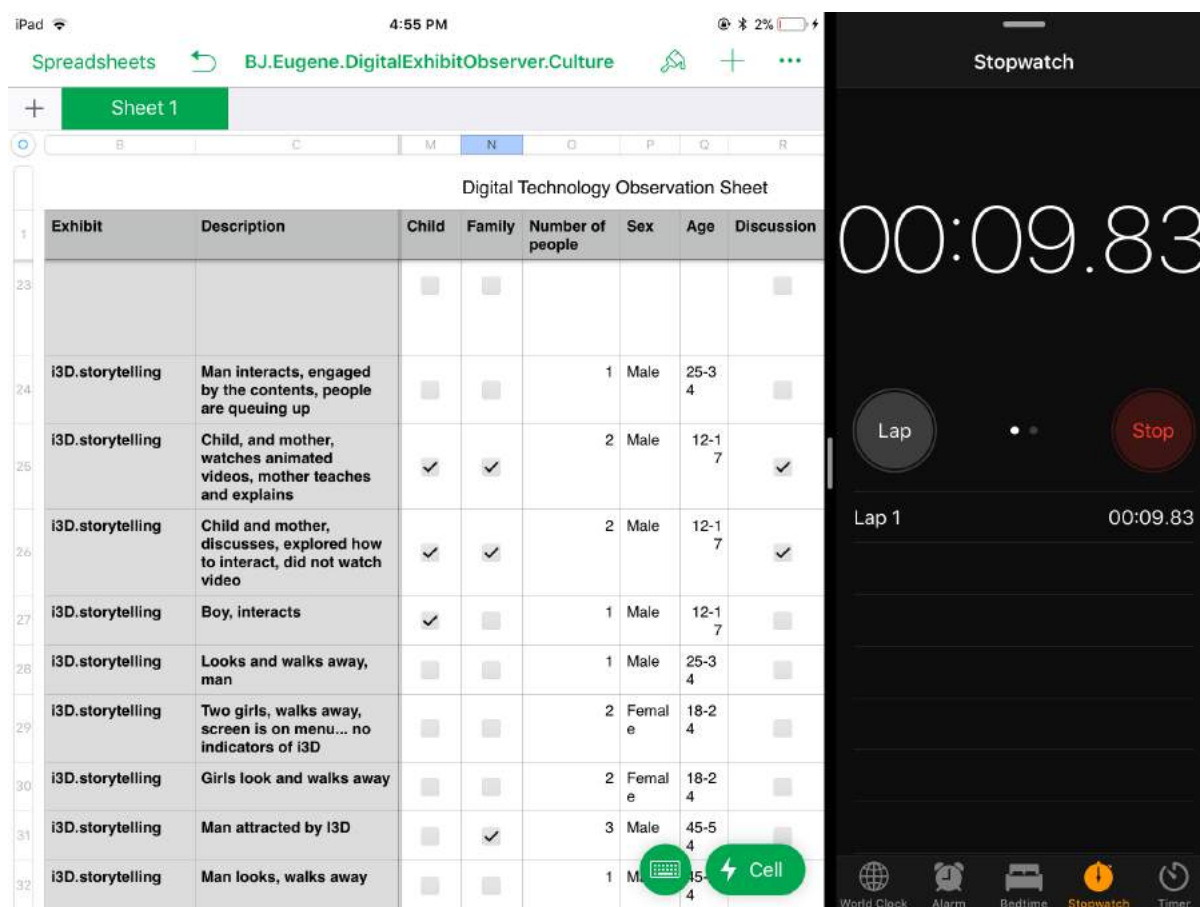 iPad 4:55 PM 2%
Spreadsheets BJ.Eugene.DigitalExhibitObserver.Culture
Sheet 1
B C M N O P Q R
Digital Technology Observation Sheet
1 Exhibit Description Child Family Number of Sex Age Discussion
people
23
i3D.storytelling Man interacts, engaged 1 Male 25-3
24 by the contents, people 4
are queuing up
i3D.storytelling Child, and mother, 2 Male 12-1
watches animated 7
25 videos, mother teaches
and explains
i3D.storytelling Child and mother, 2 Male 12-1
discusses, explored how 7
26 to interact, did not watch
video
i3D.storytelling Boy, interacts 1 Male 12-1
27 7
i3D.storytelling Looks and walks away, 1 Male 25-3
28 man 4
i3D.storytelling Two girls, walks away, 2 Femal 18-2
29 screen is on menu... no e 4
indicators of i3D
i3D.storytelling Girls look and walks away 2 Femal 18-2
30 e 4
i3D.storytelling Man attracted by I3D 3 Male 45-5
31 4
i3D.storytelling Man looks, walks away 1
32 4
Cell
Stopwatch
00:09.83
Lap Stop
Lap 1 00:09.83
World Clock Alarm Bedtime Stopwatch Timer